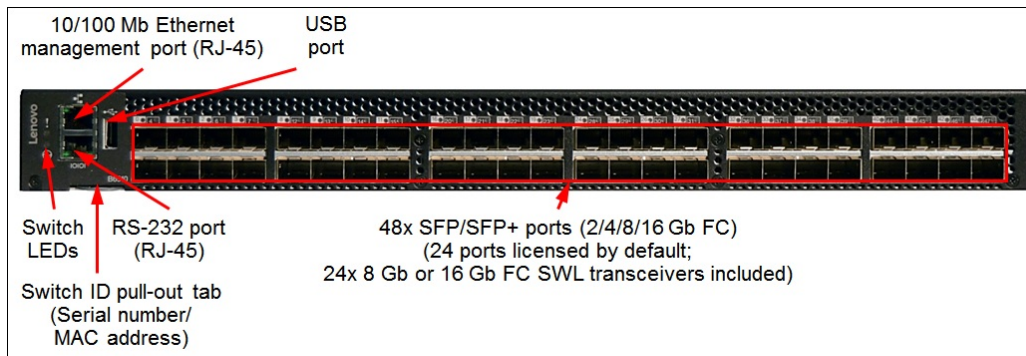 10/100 Mb Ethernet
management port (RJ-45)
USB
port
Lenovo
B6505
Switch
LEDs
RS-232 port
(RJ-45)
48x SFP/SFP+ ports (2/4/8/16 Gb FC)
(24 ports licensed by default;
24x 8 Gb or 16 Gb FC SWL transceivers included)
Switch ID pull-out tab
(Serial number/
MAC address)